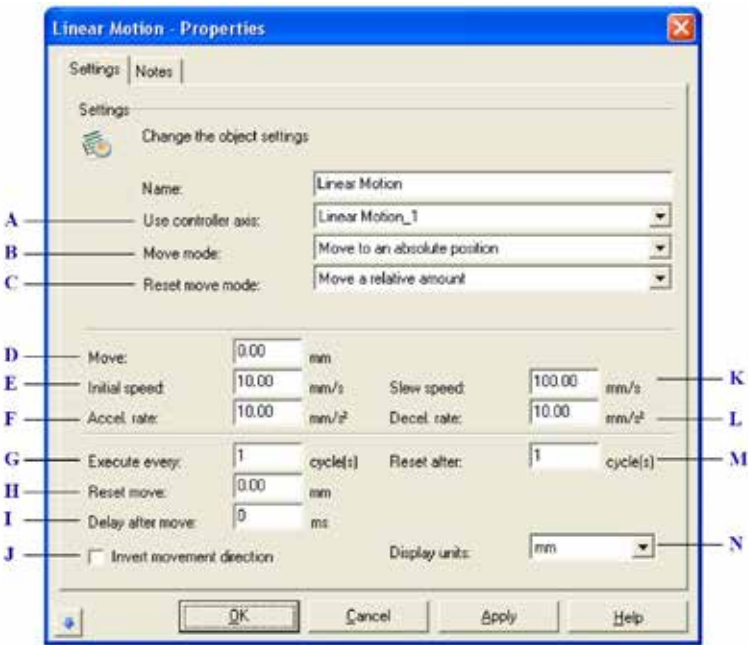 Linear Motion - Properties
Settings Notes
Settings
Change the object settings
Name: Linear Motion
A Use controller axis: Linear Motion_1
B Move mode: Move to an absolute position
C Reset move mode: Move a relative amount
D Move: 0.00 mm
E Initial speed: 10.00 mm/s Slew speed: 100.00 mm/s K
F Accel. rate: 10.00 mm/s² Decel. rate: 10.00 mm/s² L
G Execute every: 1 cycle(s) Reset after: 1 cycle(s) M
H Reset move: 0.00 mm
I Delay after move: 0 ms
J Invert movement direction Display units: mm N
OK Cancel Apply Help